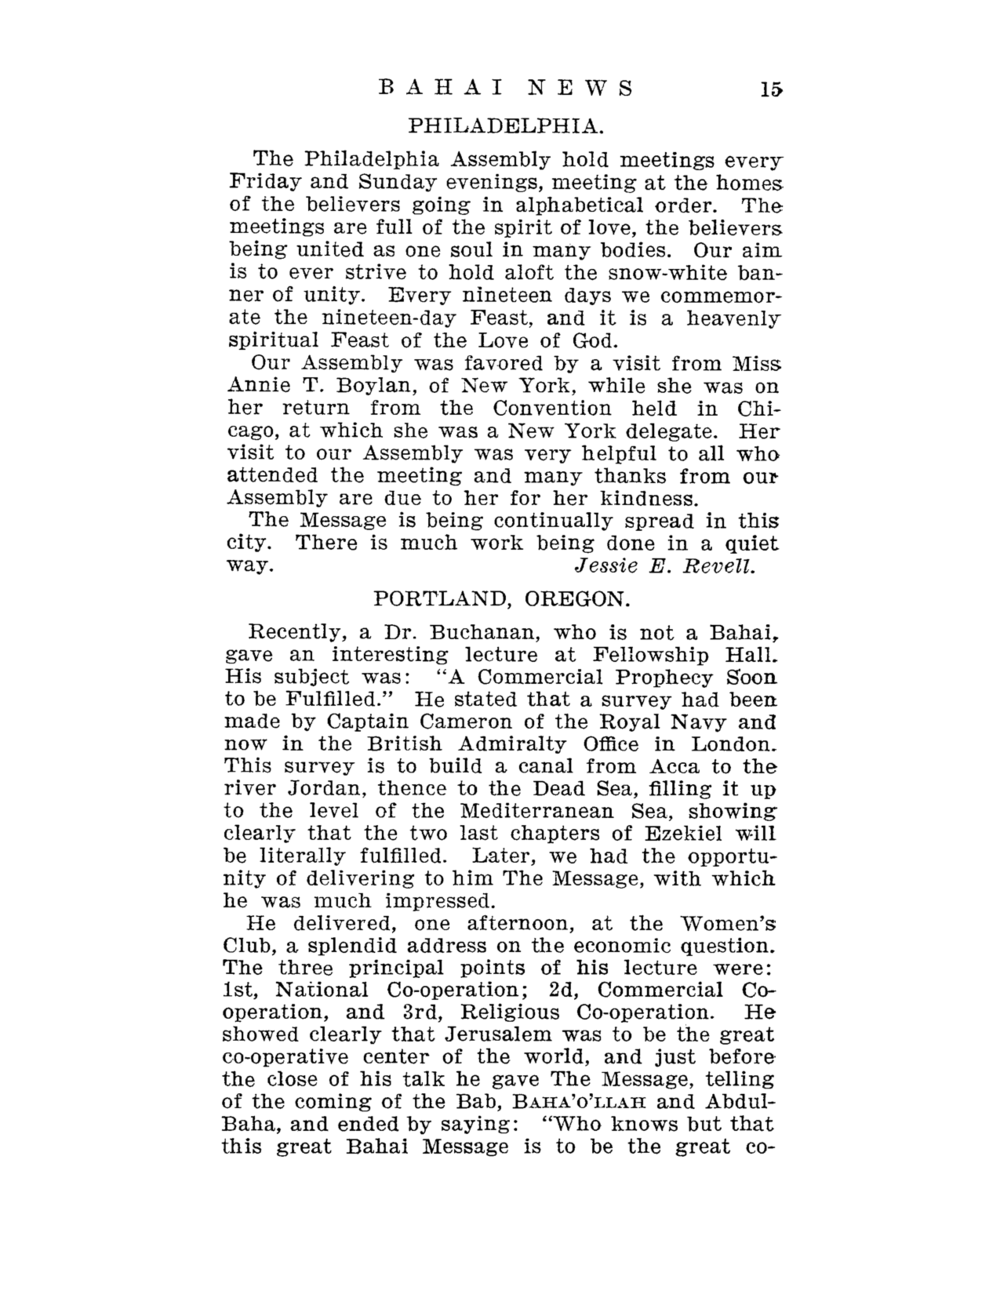 BAHAI NEWS 15
PHILADELPHIA.
The Philadelphia Assembly hold meetings every
Friday and Sunday evenings, meeting at the homes
of the believers going in alphabetical order. The
meetings are full of the spirit of love, the believers
being united as one soul in many bodies. Our aim
is to ever strive to hold aloft the snow-white ban-
ner of unity. Every nineteen days we commemor-
ate the nineteen-day Feast, and it is a heavenly
spiritual Feast of the Love of God.
Our Assembly was favored by a visit from Miss
Annie T. Boylan, of New York, while she was on
her return from the Convention held in Chi-
cago, at which she was a New York delegate. Her
visit to our Assembly was very helpful to all who
attended the meeting and many thanks from our
Assembly are due to her for her kindness.
The Message is being continually spread in this
city. There is much work being done in a quiet
way. Jessie E. Revell.
PORTLAND, OREGON.
Recently, a Dr. Buchanan, who is not a Bahai,
gave an interesting lecture at Fellowship Hall.
His subject was: “A Commercial Prophecy Soon
to be Fulfilled.” He stated that a survey had been
made by Captain Cameron of the Royal Navy and
now in the British Admiralty Office in London.
This survey is to build a canal from Acca to the
river Jordan, thence to the Dead Sea, filling it up
to the level of the Mediterranean Sea, showing
clearly that the two last chapters of Ezekiel will
be literally fulfilled. Later, we had the opportu-
nity of delivering to him The Message, with which
he was much impressed.
He delivered, one afternoon, at the Women’s
Club, a splendid address on the economic question.
The three principal points of his lecture were:
1st, National Co-operation; 2d, Commercial Co-
operation, and 3rd, Religious Co-operation. He
showed clearly that Jerusalem was to be the great
co-operative center of the world, and just before
the close of his talk he gave The Message, telling
of the coming of the Bab, BAHA’O’LLAH and Abdul-
Baha, and ended by saying: “Who knows but that
this great Bahai Message is to be the great co-